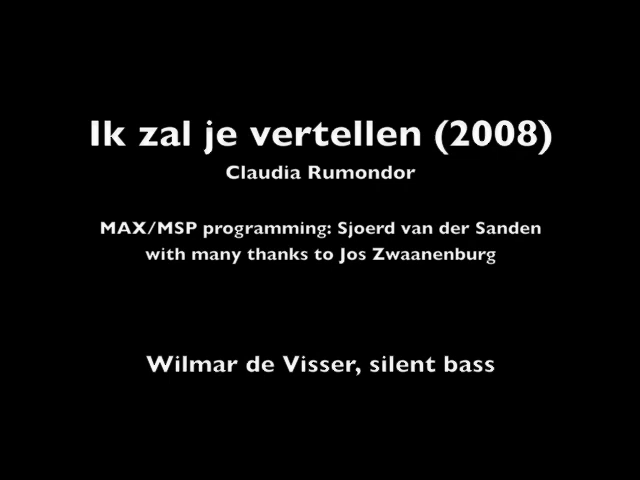 Ik zal je vertellen (2008)
Claudia Rumondor
MAX/MSP programming: Sjoerd van der Sanden
with many thanks to Jos Zwaanenburg
Wilmar de Visser, silent bass